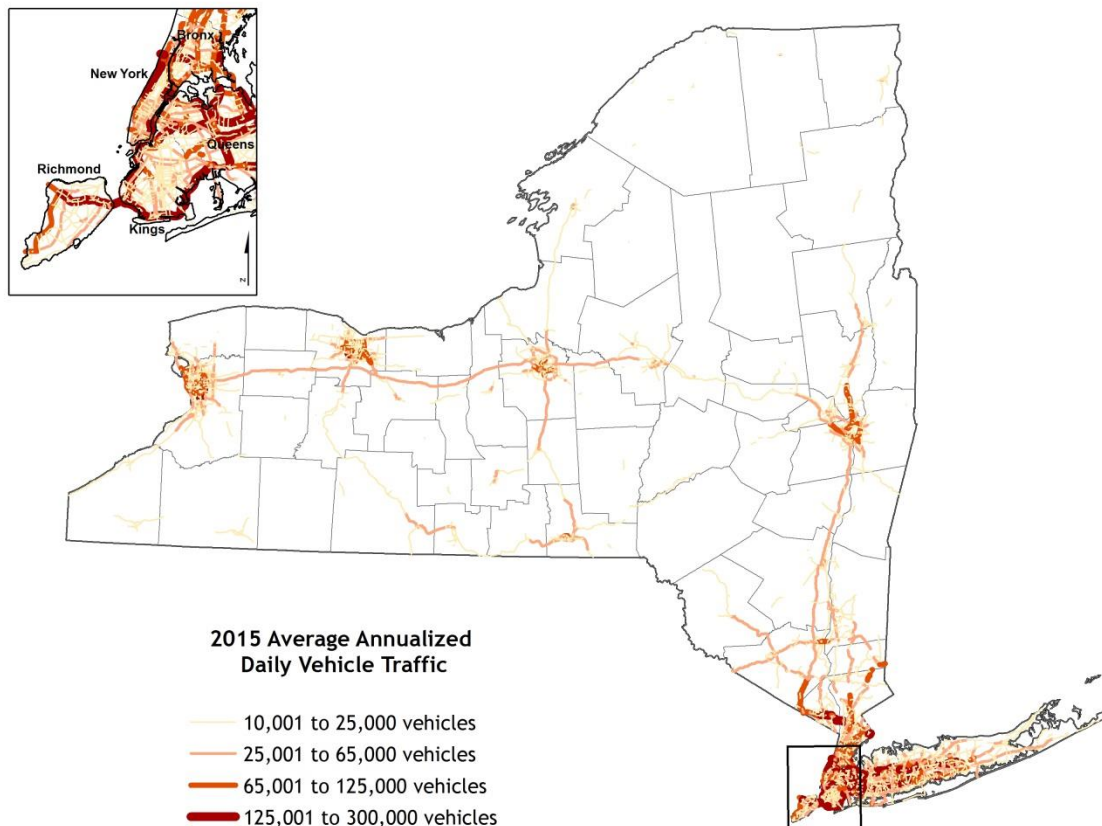 Bronx
New York
Queens
Richmond
Kings
N
2015 Average Annualized
Daily Vehicle Traffic
10,001 to 25,000 vehicles
25,001 to 65,000 vehicles
65,001 to 125,000 vehicles
125,001 to 300,000 vehicles